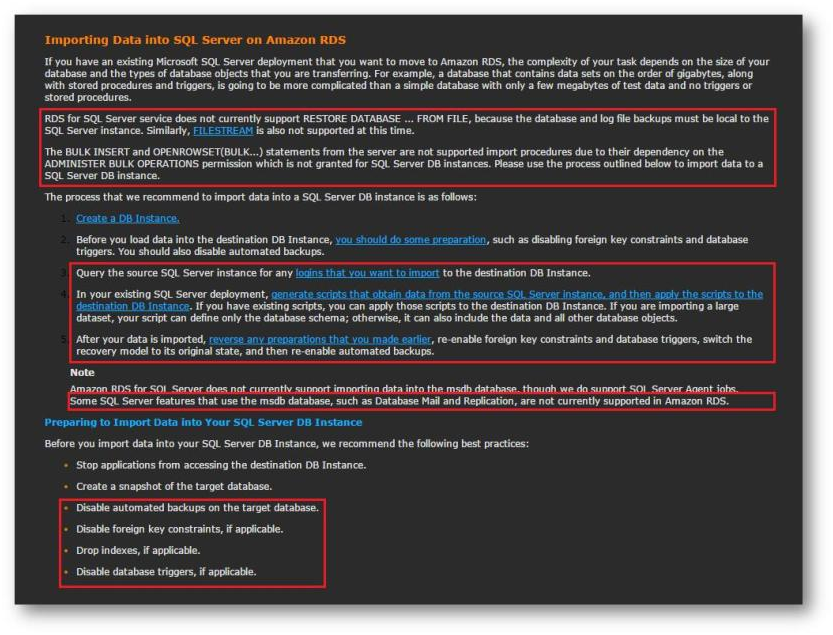 Importing Data into SQL Server on Amazon RDS
If you have an existing Microsoft SQL Server deployment that you want to move to Amazon RDS, the complexity of your task depends on the size of your
database and the types of database objects that you are transferring. For example, a database that contains data sets on the order of gigabytes, along
with stored procedures and triggers, is going to be more complicated than a simple database with only a few megabytes of test data and no triggers or
stored procedures.
RDS for SQL Server service does not currently support RESTORE DATABASE ... FROM FILE, because the database and log file backups must be local to the
SQL Server instance. Similarly, FILESTREAM is also not supported at this time.
The BULK INSERT and OPENROWSET(BULK...) statements from the server are not supported import procedures due to their dependency on the
ADMINISTER BULK OPERATIONS permission which is not granted for SQL Server DB instances. Please use the process outlined below to import data to a
SQL Server DB instance.
The process that we recommend to import data into a SQL Server DB instance is as follows:
1. Create a DB Instance.
2. Before you load data into the destination DB Instance, you should do some preparation, such as disabling foreign key constraints and database
triggers. You should also disable automated backups.
3. Query the source SQL Server instance for any logins that you want to import to the destination DB Instance.
4. In your existing SQL Server deployment, generate scripts that obtain data from the source SQL Server instance, and then apply the scripts to the
destination DB Instance. If you have existing scripts, you can apply those scripts to the destination DB Instance. If you are importing a large
dataset, your script can define only the database schema; otherwise, it can also include the data and all other database objects.
5. After your data is imported, reverse any preparations that you made earlier, re-enable foreign key constraints and database triggers, switch the
recovery model to its original state, and then re-enable automated backups.
Note
Amazon RDS for SQL Server does not currently support importing data into the msdb database, though we do support SQL Server Agent jobs.
Some SQL Server features that use the msdb database, such as Database Mail and Replication, are not currently supported in Amazon RDS.
Preparing to Import Data into Your SQL Server DB Instance
Before you import data into your SQL Server DB Instance, we recommend the following best practices:
• Stop applications from accessing the destination DB Instance.
• Create a snapshot of the target database.
• Disable automated backups on the target database.
• Disable foreign key constraints, if applicable.
• Drop indexes, if applicable.
• Disable database triggers, if applicable.